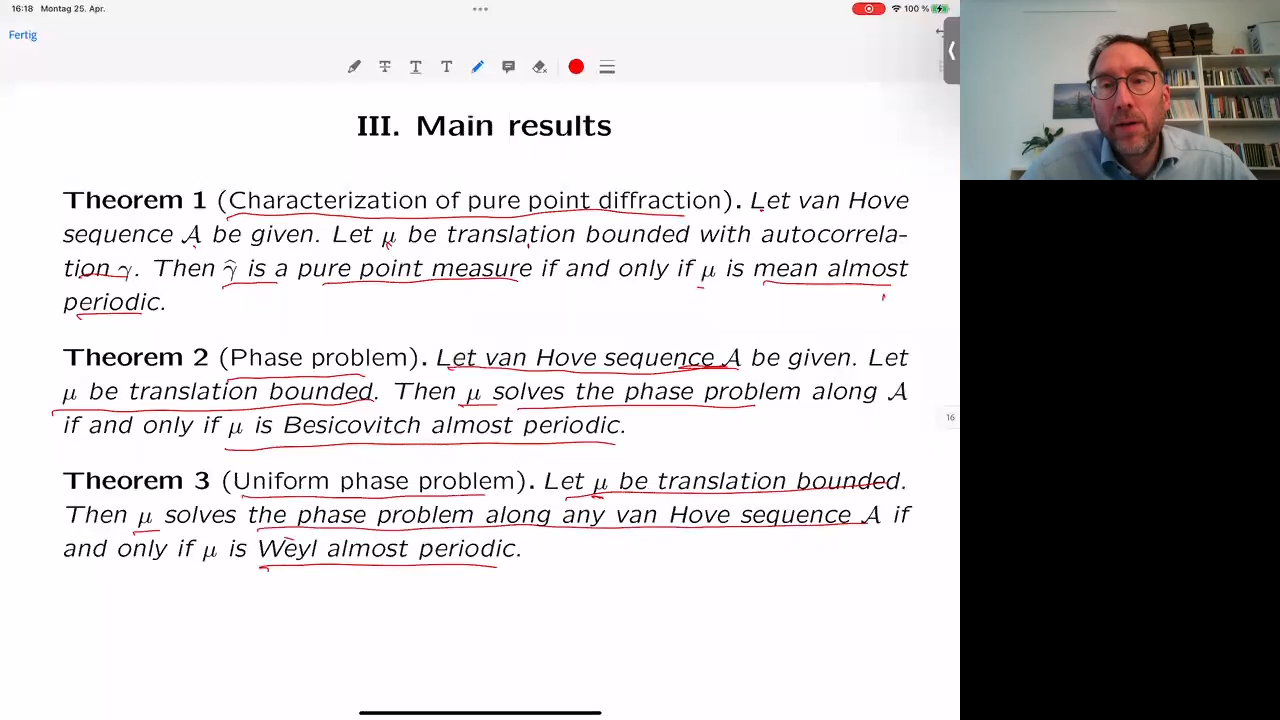 16:18 Montag 25. Apr.
100 %
Fertig
III. Main results
Theorem 1 (Characterization of pure point diffraction). Let van Hove
sequence 𝒜 be given. Let μ be translation bounded with autocorrela-
tion γ. Then γ̂ is a pure point measure if and only if μ is mean almost
periodic.
Theorem 2 (Phase problem). Let van Hove sequence 𝒜 be given. Let
μ be translation bounded. Then μ solves the phase problem along 𝒜
if and only if μ is Besicovitch almost periodic.
16
Theorem 3 (Uniform phase problem). Let μ be translation bounded.
Then μ solves the phase problem along any van Hove sequence 𝒜 if
and only if μ is Weyl almost periodic.